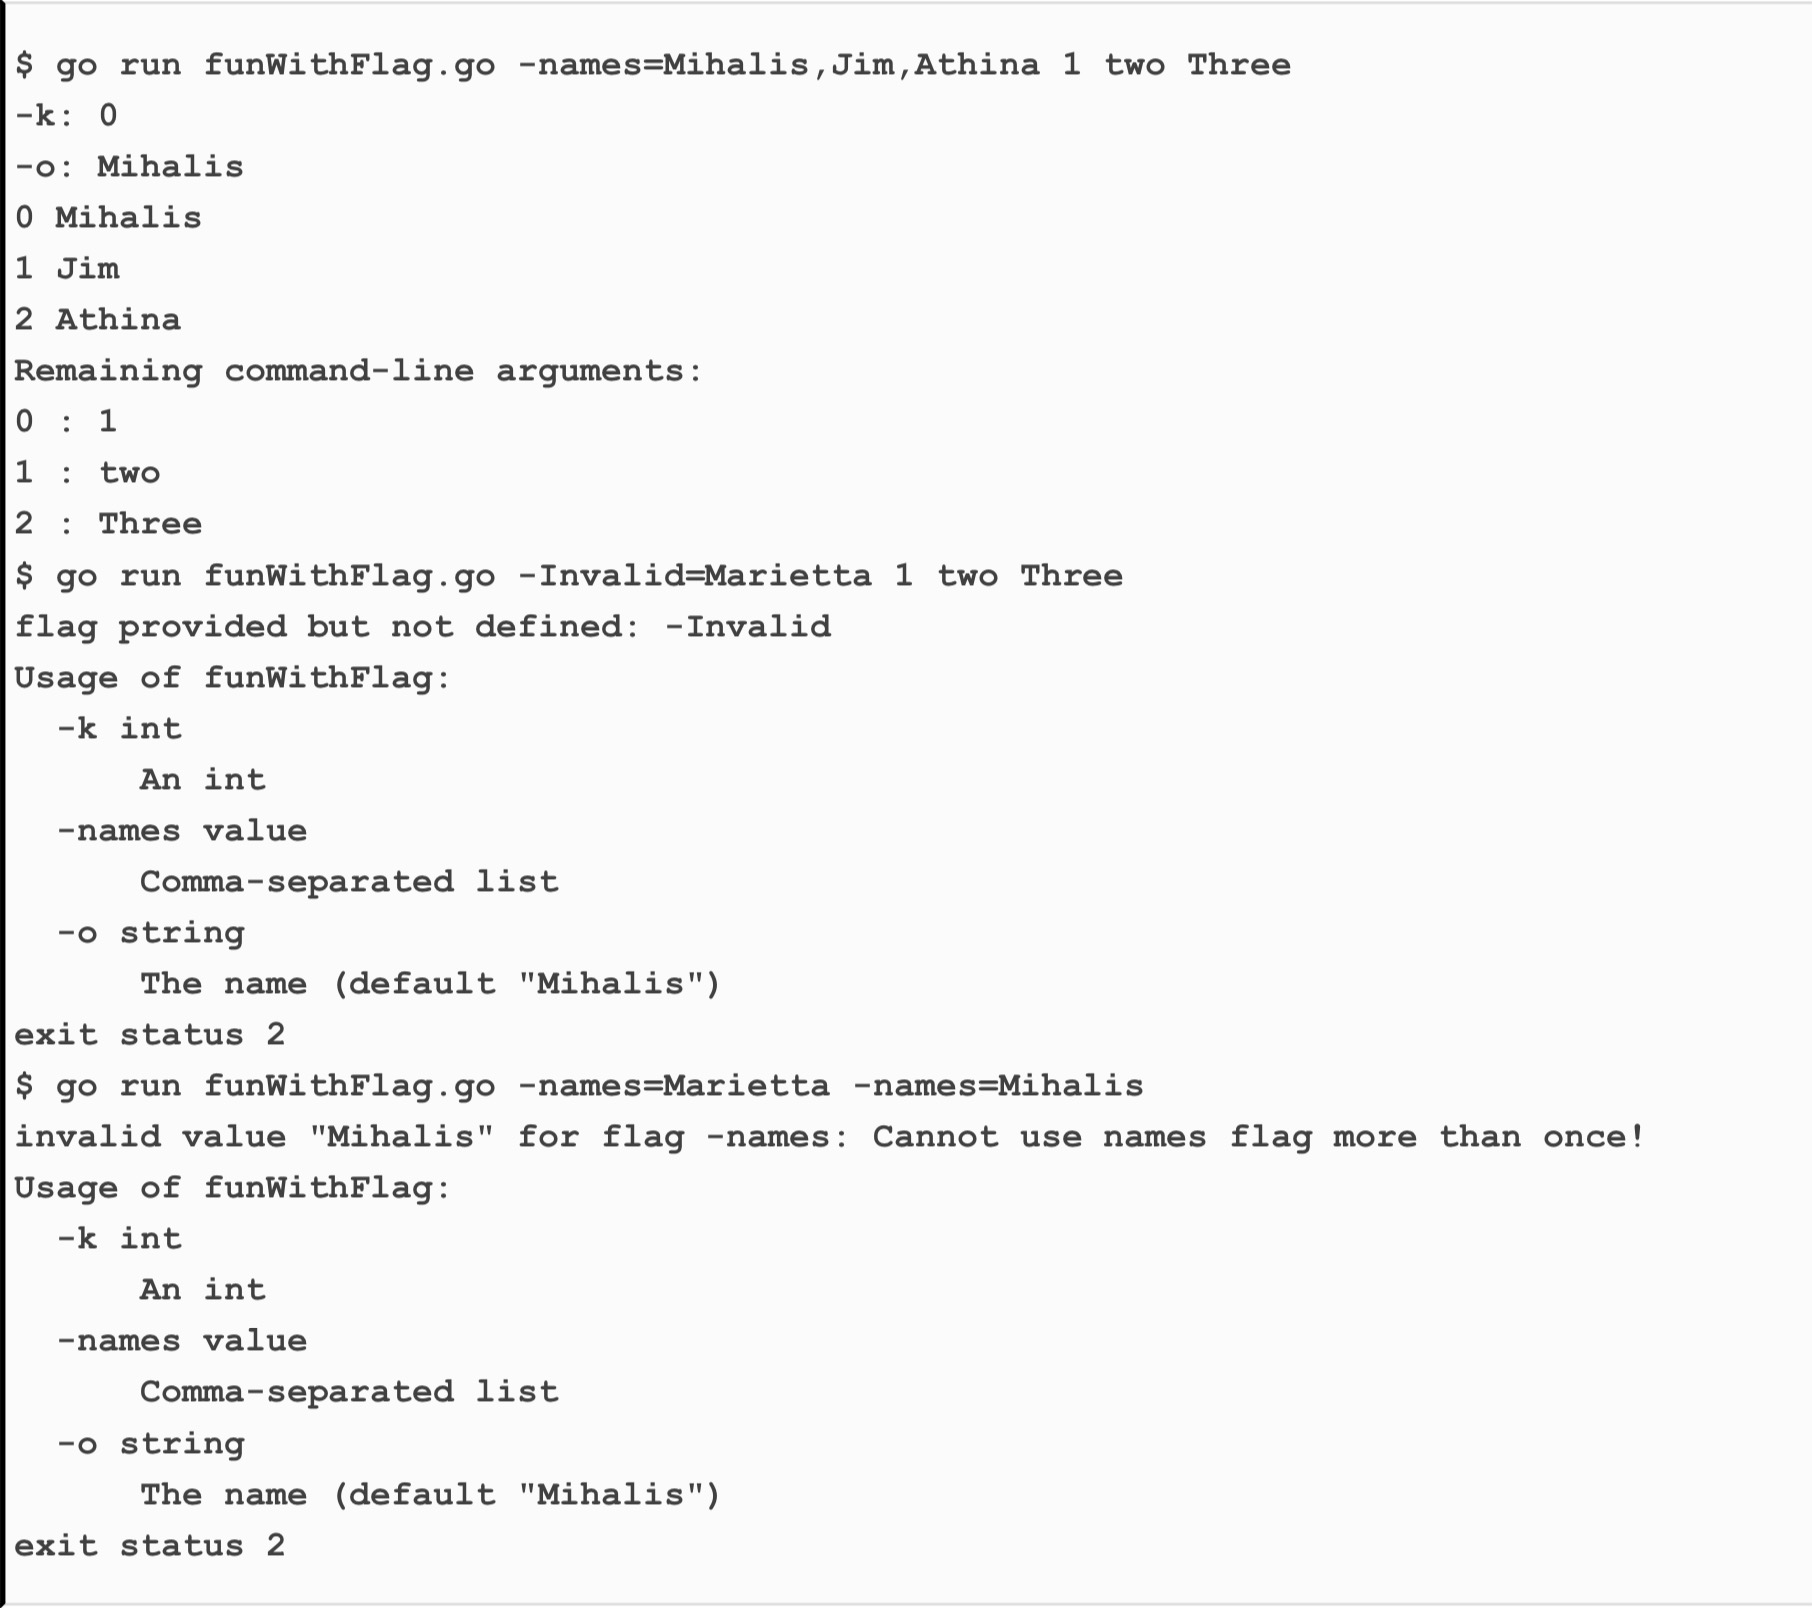 $ go run funWithFlag.go -names=Mihalis,Jim,Athina 1 two Three
-k: 0
-o: Mihalis
0 Mihalis
1 Jim
2 Athina
Remaining command-line arguments:
0 : 1
1 : two
2 : Three
$ go run funWithFlag.go -Invalid=Marietta 1 two Three
flag provided but not defined: -Invalid
Usage of funWithFlag:
  -k int
      An int
  -names value
      Comma-separated list
  -o string
      The name (default "Mihalis")
exit status 2
$ go run funWithFlag.go -names=Marietta -names=Mihalis
invalid value "Mihalis" for flag -names: Cannot use names flag more than once!
Usage of funWithFlag:
  -k int
      An int
  -names value
      Comma-separated list
  -o string
      The name (default "Mihalis")
exit status 2